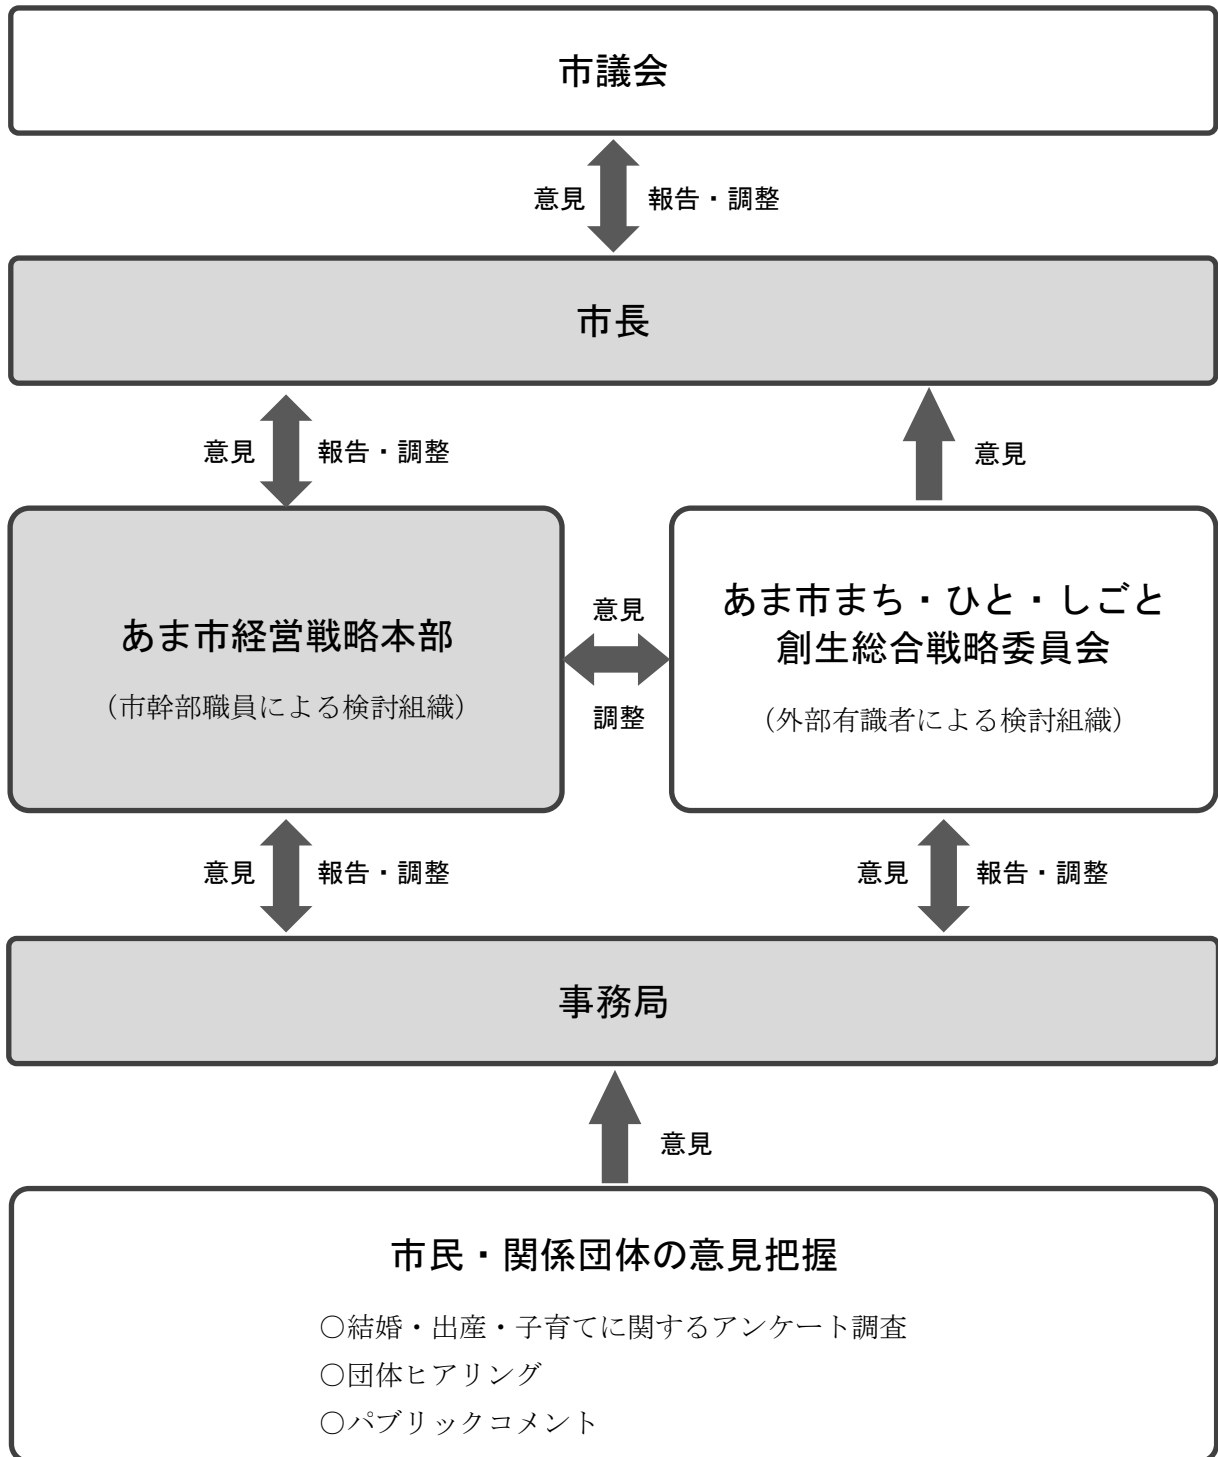 市議会
意見
報告・調整
市長
意見
報告・調整
意見
あま市経営戦略本部
（市幹部職員による検討組織）
意見
調整
あま市まち・ひと・しごと
創生総合戦略委員会
（外部有識者による検討組織）
意見
報告・調整
意見
報告・調整
事務局
意見
市民・関係団体の意見把握
○結婚・出産・子育てに関するアンケート調査
○団体ヒアリング
○パブリックコメント